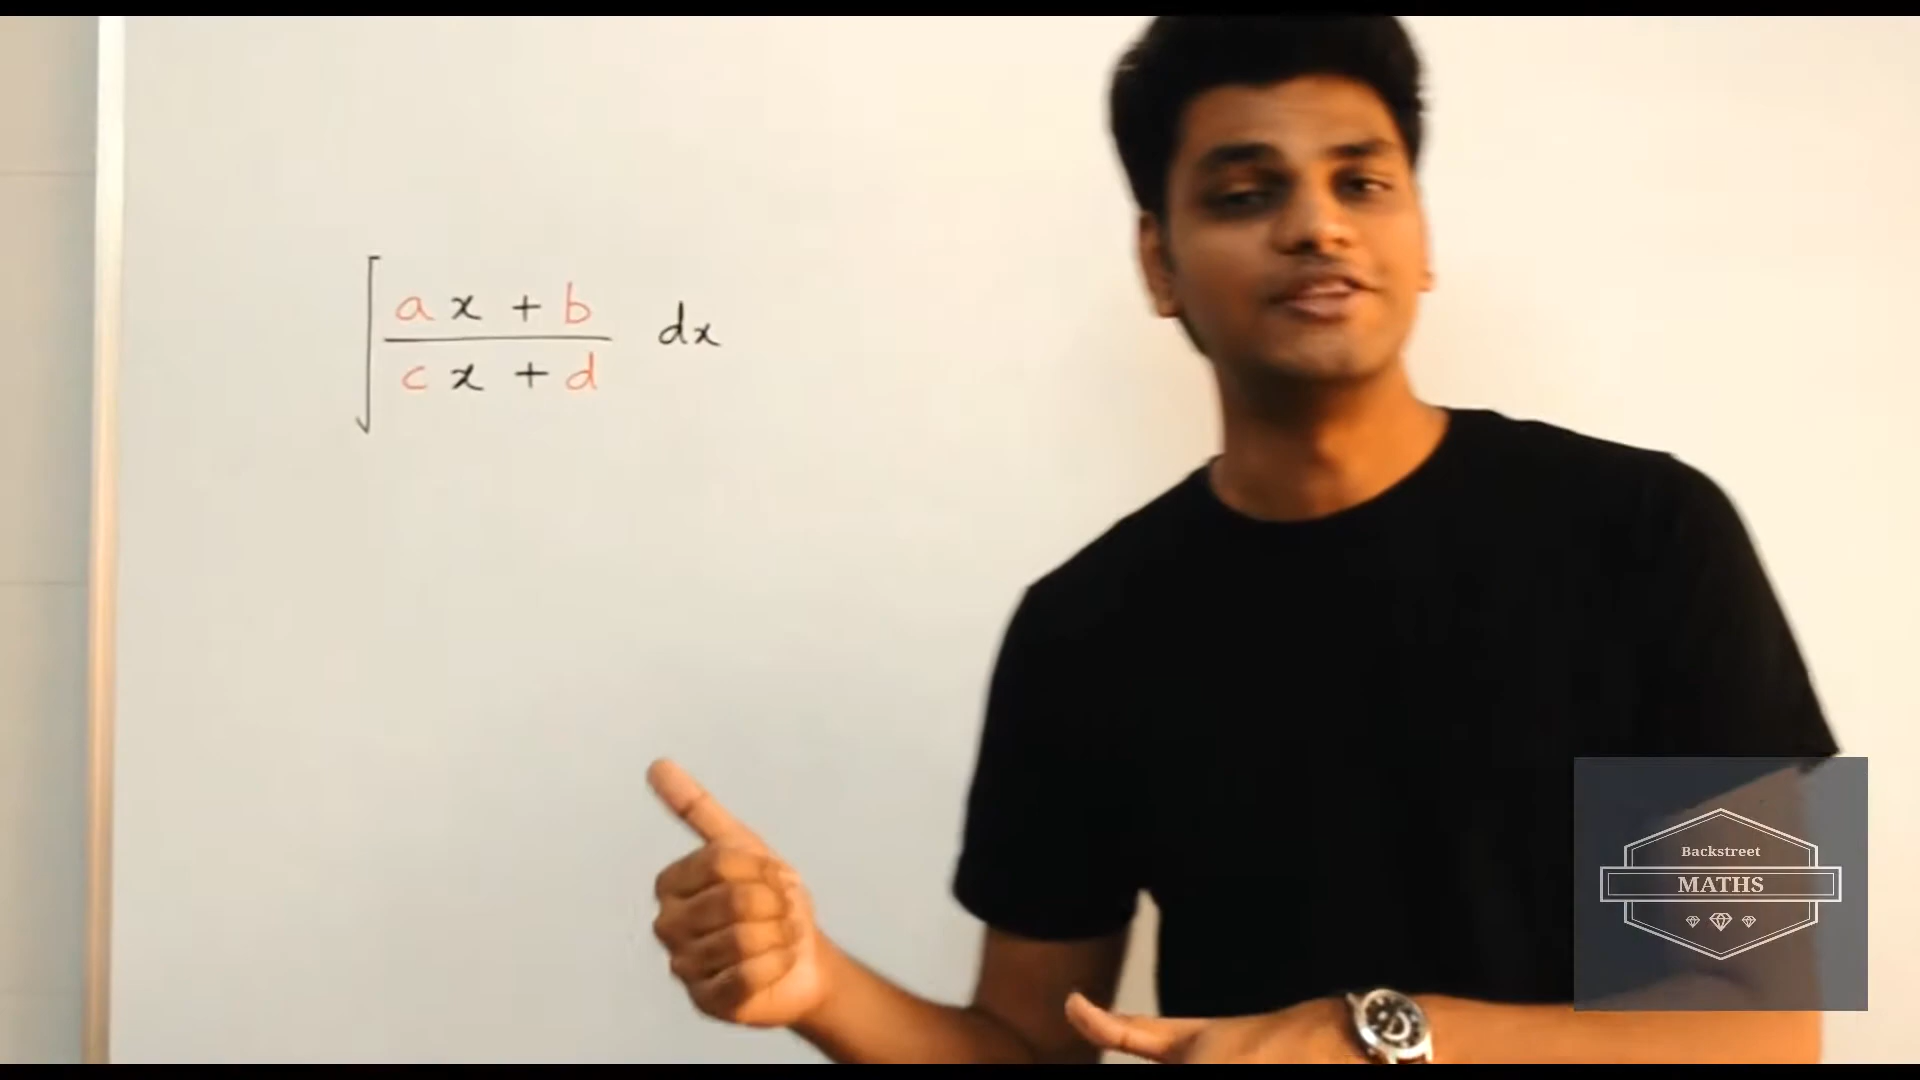 ∫ ax + b dx
cx + d
Backstreet
MATHS